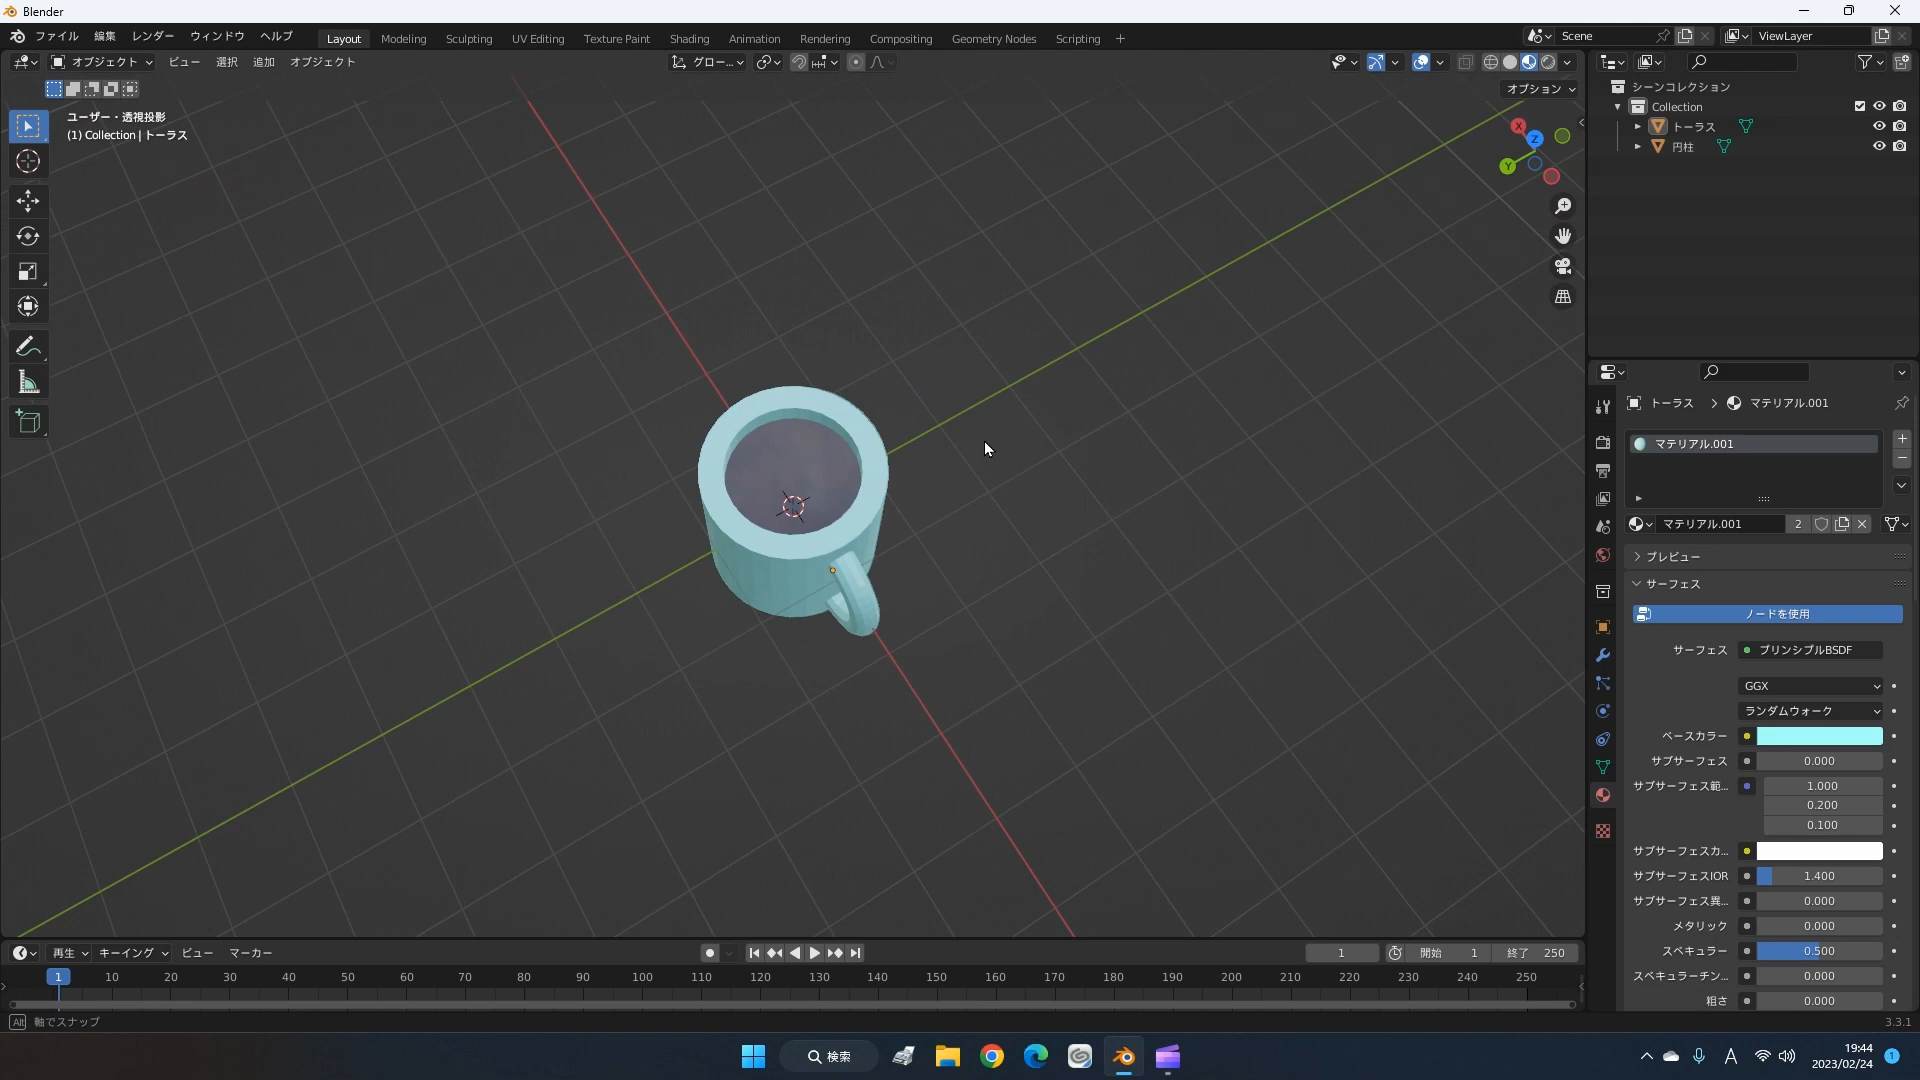 Blender
ファイル 編集 レンダー ウィンドウ ヘルプ Layout Modeling Sculpting UV Editing Texture Paint Shading Animation Rendering Compositing Geometry Nodes Scripting + Scene ViewLayer
オブジェクト ビュー 選択 追加 オブジェクト グロー...
オプション
ユーザー・透視投影
(1) Collection | トーラス
X
Z
Y
シーンコレクション
Collection
トーラス
円柱
トーラス > マテリアル.001
マテリアル.001
マテリアル.001 2
プレビュー
サーフェス
ノードを使用
サーフェス プリンシプルBSDF
GGX
ランダムウォーク
ベースカラー
サブサーフェス 0.000
サブサーフェス範... 1.000
0.200
0.100
サブサーフェスカ...
サブサーフェスIOR 1.400
サブサーフェス異... 0.000
メタリック 0.000
スペキュラー 0.500
スペキュラーチン... 0.000
粗さ 0.000
再生 キーイング ビュー マーカー 1 開始 1 終了 250
1 10 20 30 40 50 60 70 80 90 100 110 120 130 140 150 160 170 180 190 200 210 220 230 240 250
Alt 軸でスナップ 3.3.1
検索 A 19:44 1
2023/02/24